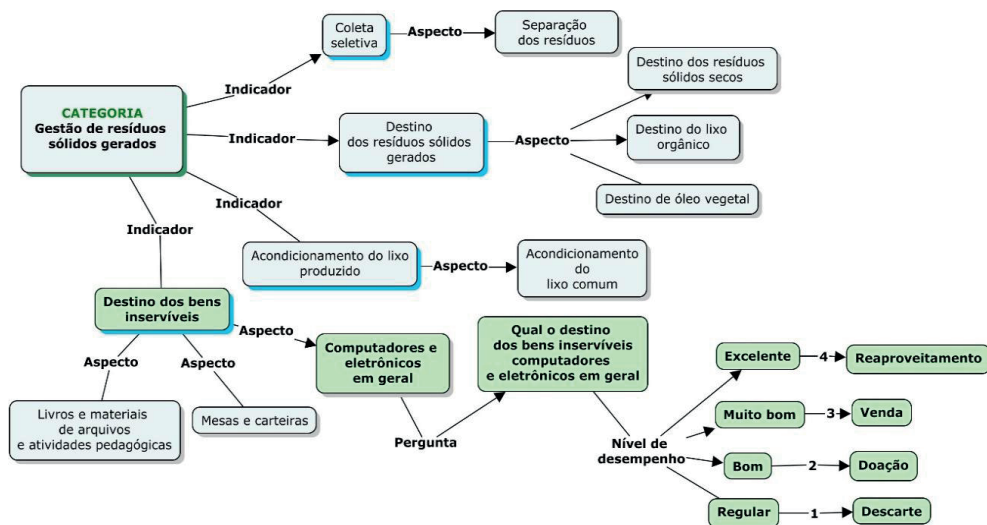 CATEGORIA
Gestão de resíduos
sólidos gerados
Indicador
Coleta
seletiva
Aspecto
Separação
dos resíduos
Indicador
Destino
dos resíduos sólidos
gerados
Aspecto
Destino dos resíduos
sólidos secos
Destino do lixo
orgânico
Destino de óleo vegetal
Indicador
Acondicionamento do lixo
produzido
Aspecto
Acondicionamento
do
lixo comum
Indicador
Destino dos bens
inservíveis
Aspecto
Livros e materiais
de arquivos
e atividades pedagógicas
Aspecto
Mesas e carteiras
Aspecto
Computadores e
eletrônicos
em geral
Pergunta
Qual o destino
dos bens inservíveis
computadores
e eletrônicos em geral
Nível de
desempenho
Excelente
4
Reaproveitamento
Muito bom
3
Venda
Bom
2
Doação
Regular
1
Descarte